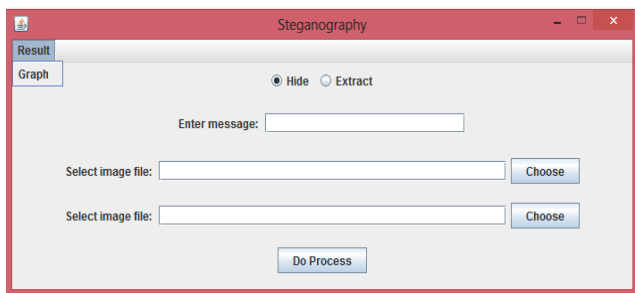 Steganography
Result
Graph
Hide Extract
Enter message:
Select image file: Choose
Select image file: Choose
Do Process